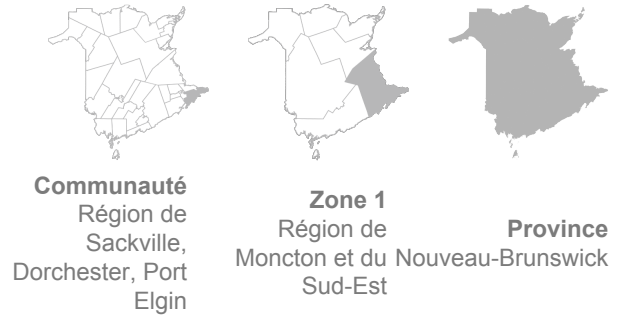 Communauté
Région de
Sackville,
Dorchester, Port
Elgin
Zone 1
Région de
Moncton et du
Sud-Est
Province
Nouveau-Brunswick